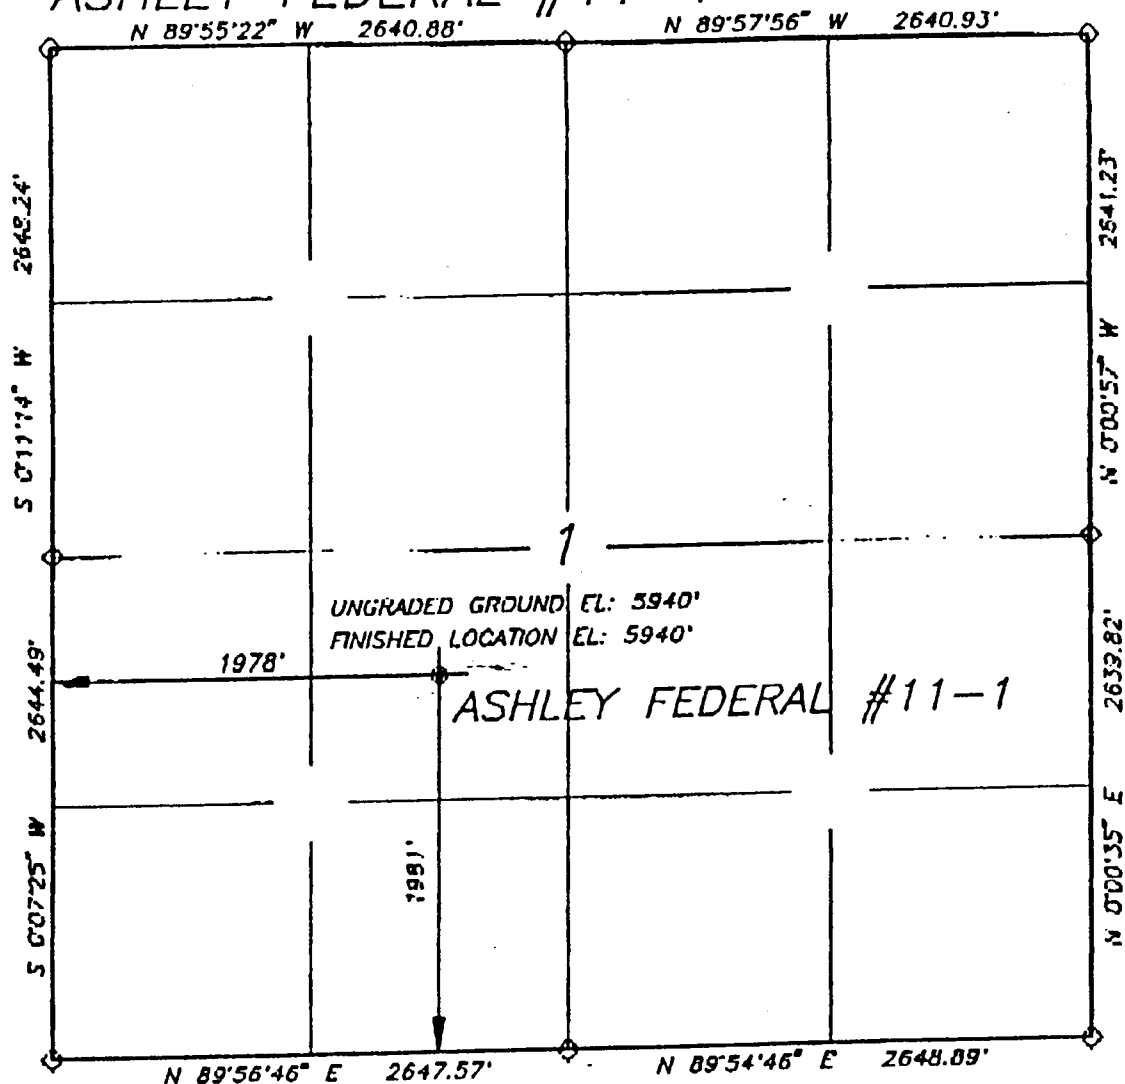 N 89°55'22" W 2640.88'
N 89°57'56" W 2640.93'
S 0°11'14" W
N 0°00'57" W
1
UNGRADED GROUND EL: 5940'
FINISHED LOCATION EL: 5940'
1978'
ASHLEY FEDERAL #11-1
2644.49'
2639.82'
1981'
S 0°07'25" W
N 0°00'35" E
N 89°56'46" E 2647.57'
N 89°54'46" E 2648.89'